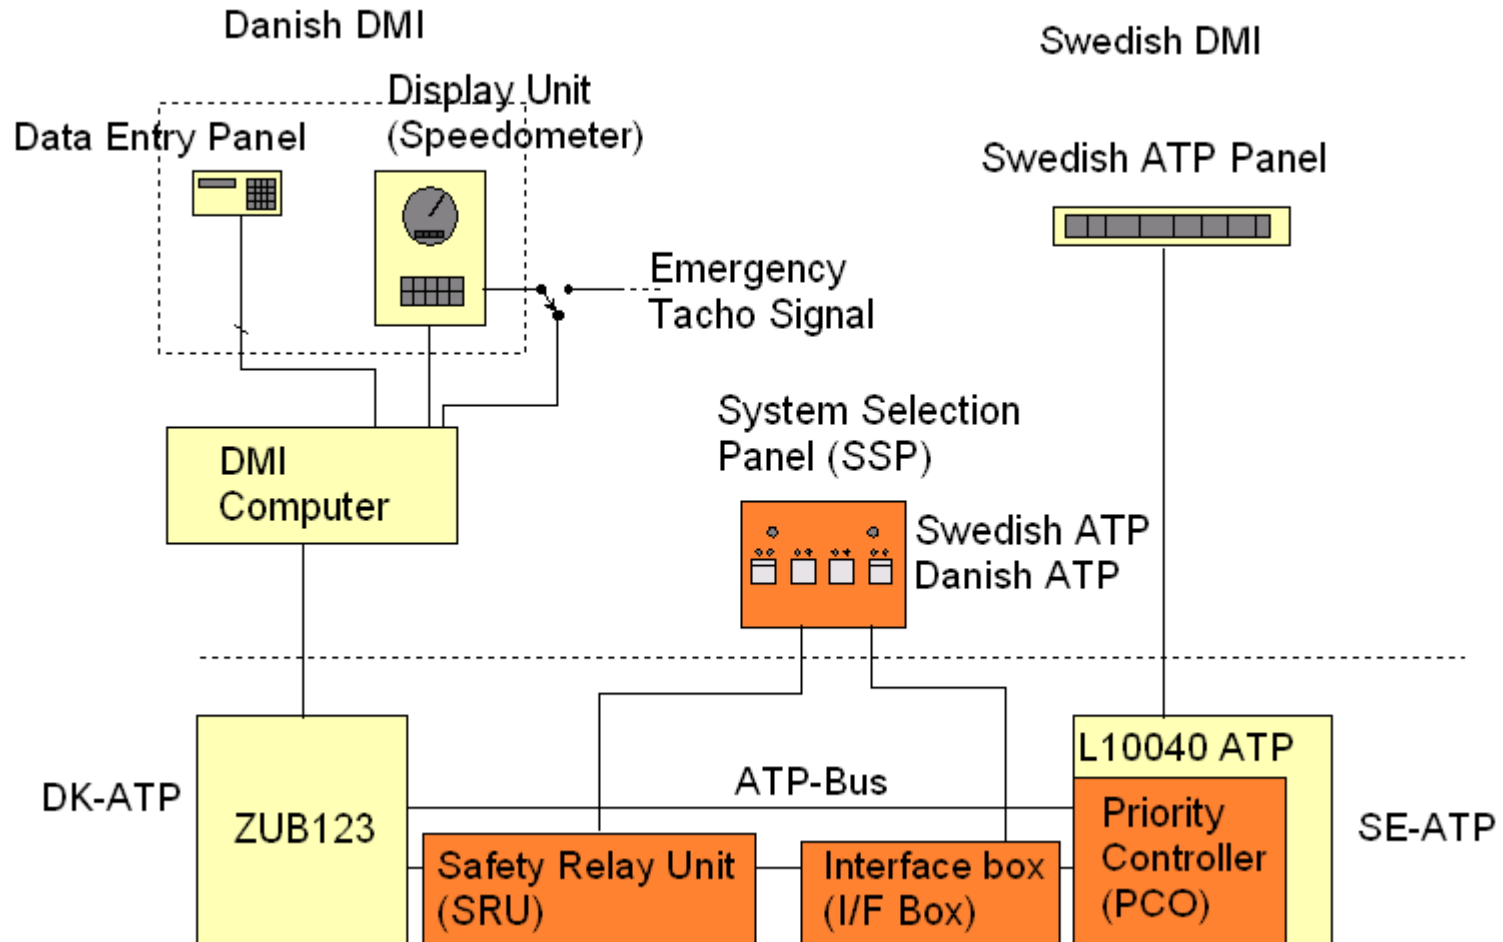 Danish DMI
Swedish DMI
Display Unit
(Speedometer)
Data Entry Panel
Swedish ATP Panel
Emergency
Tacho Signal
System Selection
Panel (SSP)
DMI
Computer
Swedish ATP
Danish ATP
L10040 ATP
ATP-Bus
DK-ATP
ZUB123
Priority
Controller
(PCO)
SE-ATP
Safety Relay Unit
(SRU)
Interface box
(I/F Box)